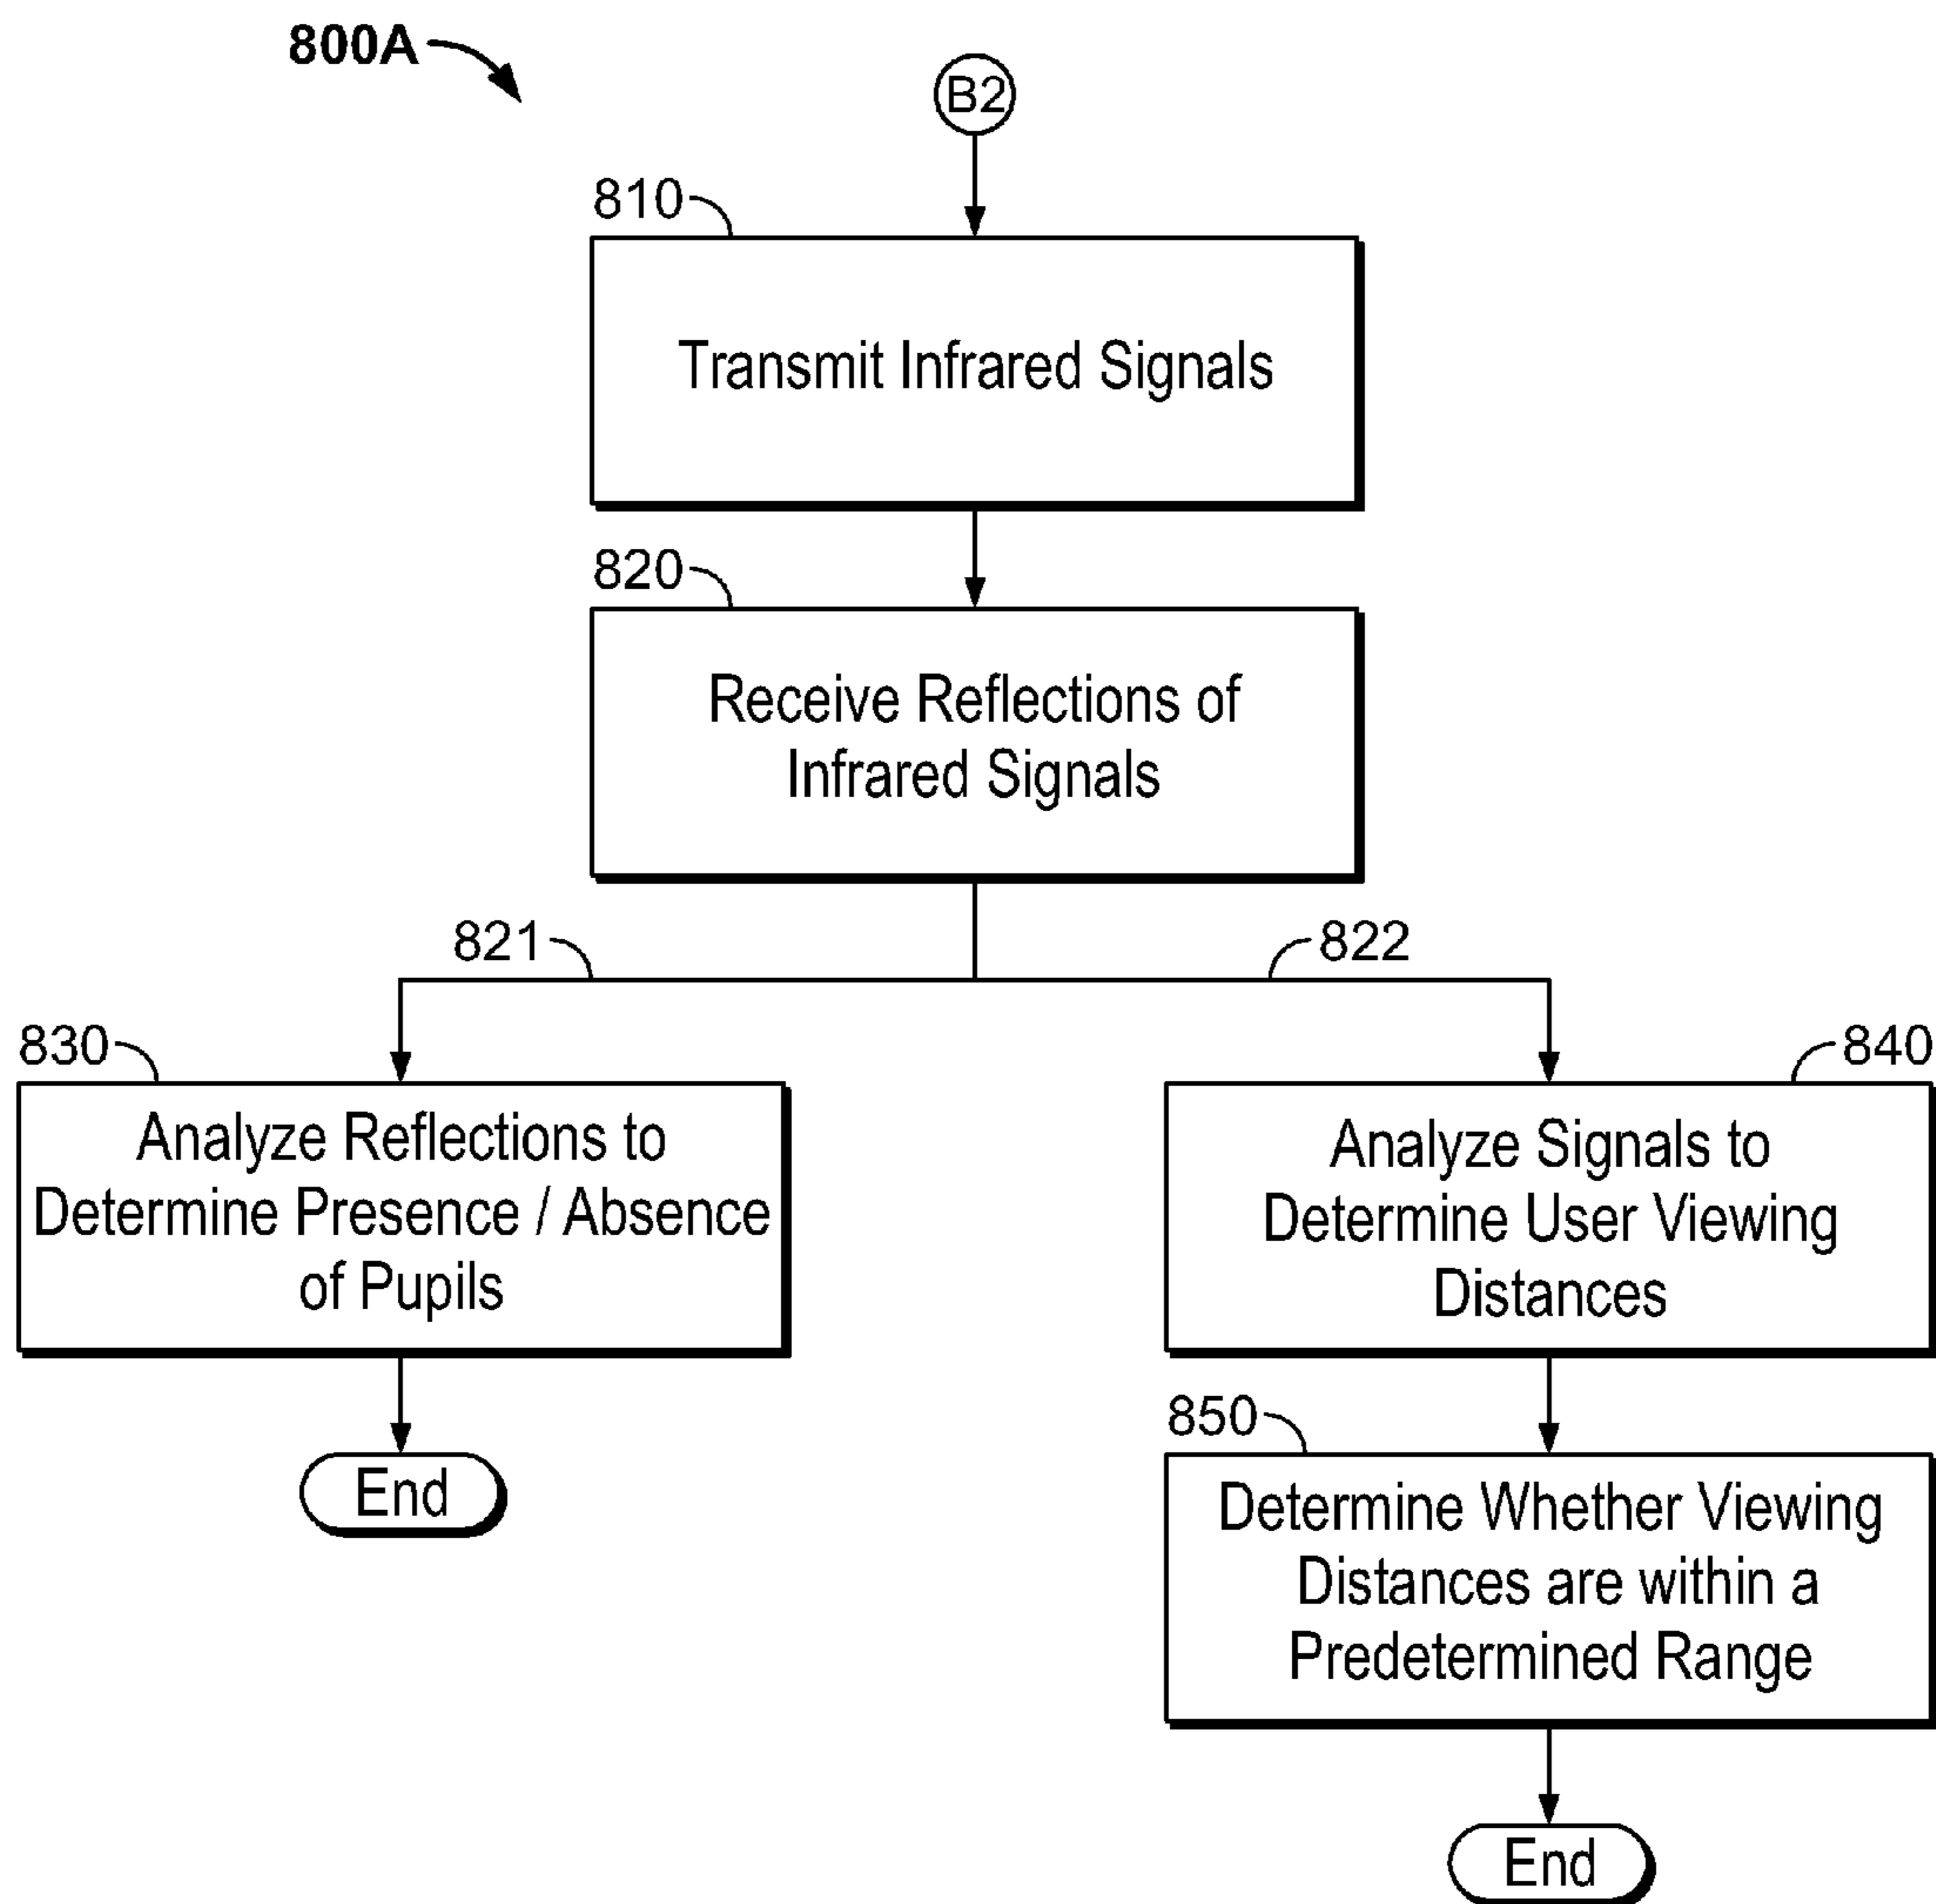 800A
B2
810
Transmit Infrared Signals
820
Receive Reflections of
Infrared Signals
821
822
830
Analyze Reflections to
Determine Presence / Absence
of Pupils
End
840
Analyze Signals to
Determine User Viewing
Distances
850
Determine Whether Viewing
Distances are within a
Predetermined Range
End